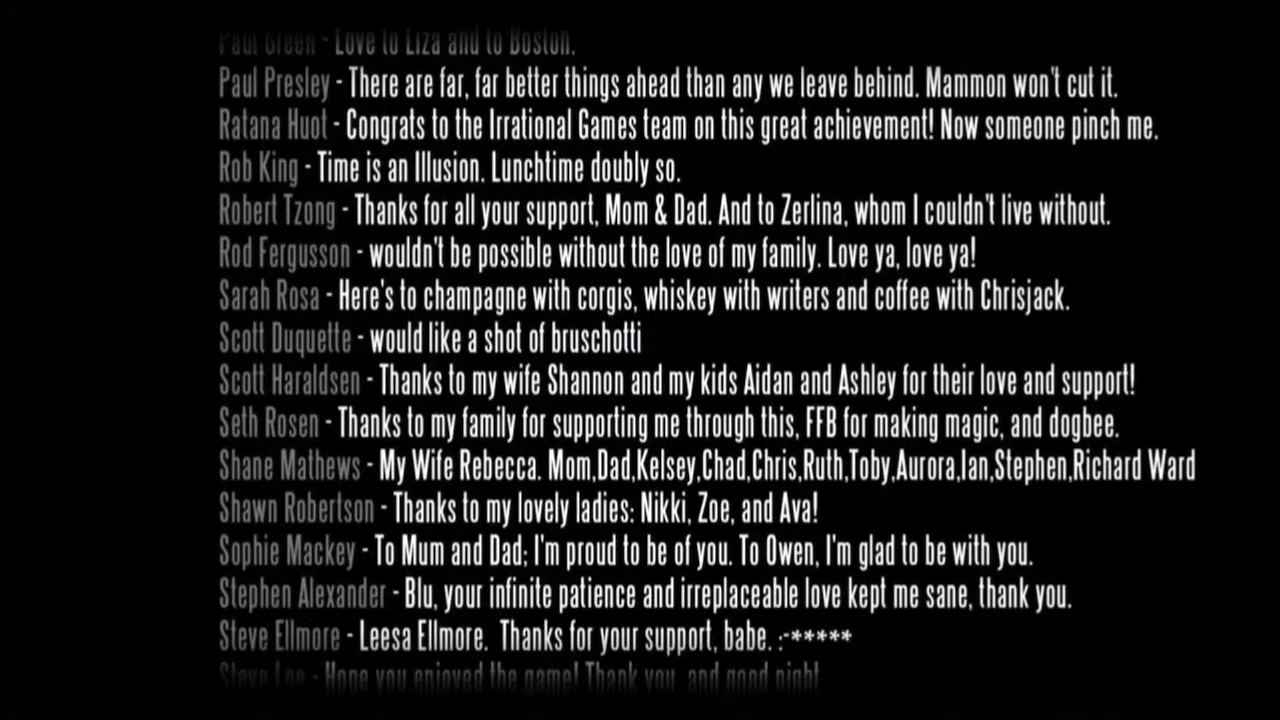 Paul Green - Love to Liza and to Boston.
Paul Presley - There are far, far better things ahead than any we leave behind. Mammon won't cut it.
Ratana Huot - Congrats to the Irrational Games team on this great achievement! Now someone pinch me.
Rob King - Time is an Illusion. Lunchtime doubly so.
Robert Tzong - Thanks for all your support, Mom & Dad. And to Zerlina, whom I couldn't live without.
Rod Fergusson - wouldn't be possible without the love of my family. Love ya, love ya!
Sarah Rosa - Here's to champagne with corgis, whiskey with writers and coffee with Chrisjack.
Scott Duquette - would like a shot of bruschotti
Scott Haraldsen - Thanks to my wife Shannon and my kids Aidan and Ashley for their love and support!
Seth Rosen - Thanks to my family for supporting me through this, FFB for making magic, and dogbee.
Shane Mathews - My Wife Rebecca. Mom,Dad,Kelsey,Chad,Chris,Ruth,Toby,Aurora,Ian,Stephen,Richard Ward
Shawn Robertson - Thanks to my lovely ladies: Nikki, Zoe, and Ava!
Sophie Mackey - To Mum and Dad; I'm proud to be of you. To Owen, I'm glad to be with you.
Stephen Alexander - Blu, your infinite patience and irreplaceable love kept me sane, thank you.
Steve Ellmore - Leesa Ellmore.  Thanks for your support, babe. :-*****
Steve Lee - Hope you enjoyed the game! Thank you, and good night